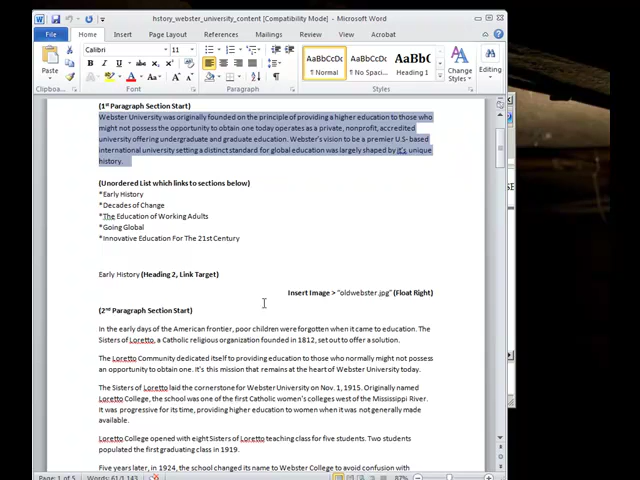 hstory_webster_university_content [Compatibility Mode] - Microsoft Word
File Home Insert Page Layout References Mailings Review View Acrobat
Calibri 11
Paste
AaBbCcDc AaBbCcDc AaBbC
¶ Normal ¶ No Spaci... Heading 1
Change Styles
Editing
Clipboard Font Paragraph Styles
(1st Paragraph Section Start)
Webster University was originally founded on the principle of providing a higher education to those who
might not possess the opportunity to obtain one today operates as a private, nonprofit, accredited
university offering undergraduate and graduate education. Webster's vision to be a premier U.S- based
international university setting a distinct standard for global education was largely shaped by it's unique
history.
(Unordered List which links to sections below)
*Early History
*Decades of Change
*The Education of Working Adults
*Going Global
*Innovative Education For The 21st Century
Early History (Heading 2, Link Target)
Insert Image > "oldwebster.jpg" (Float Right)
(2nd Paragraph Section Start)
In the early days of the American frontier, poor children were forgotten when it came to education. The
Sisters of Loretto, a Catholic religious organization founded in 1812, set out to offer a solution.
The Loretto Community dedicated itself to providing education to those who normally might not possess
an opportunity to obtain one. It's this mission that remains at the heart of Webster University today.
The Sisters of Loretto laid the cornerstone for Webster University on Nov. 1, 1915. Originally named
Loretto College, the school was one of the first Catholic women's colleges west of the Mississippi River.
It was progressive for its time, providing higher education to women when it was not generally made
available.
Loretto College opened with eight Sisters of Loretto teaching class for five students. Two students
populated the first graduating class in 1919.
Five years later, in 1924, the school changed its name to Webster College to avoid confusion with
Page: 1 of 5 Words: 61/1,143 87%